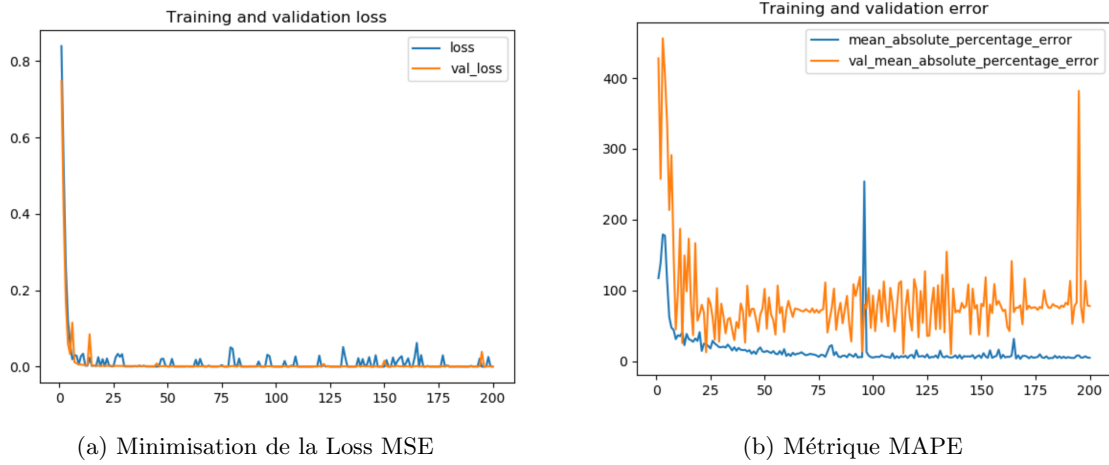 Training and validation loss
loss
val_loss
0.8
0.6
0.4
0.2
0.0
0 25 50 75 100 125 150 175 200
(a) Minimisation de la Loss MSE
Training and validation error
mean_absolute_percentage_error
val_mean_absolute_percentage_error
400
300
200
100
0
0 25 50 75 100 125 150 175 200
(b) Métrique MAPE